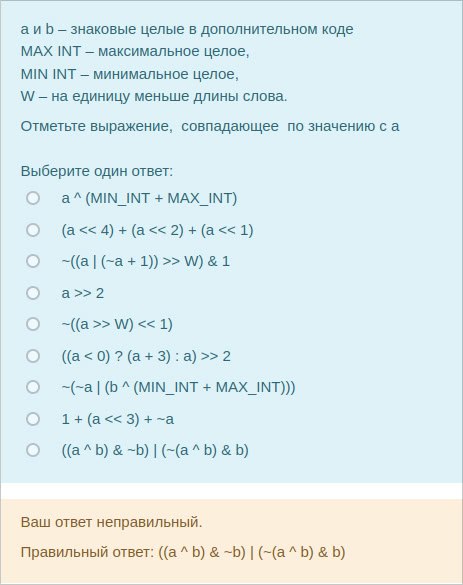 a и b – знаковые целые в дополнительном коде
MAX INT – максимальное целое,
MIN INT – минимальное целое,
W – на единицу меньше длины слова.
Отметьте выражение, совпадающее по значению с a
Выберите один ответ:
a ^ (MIN_INT + MAX_INT)
(a << 4) + (a << 2) + (a << 1)
~((a | (~a + 1)) >> W) & 1
a >> 2
~((a >> W) << 1)
((a < 0) ? (a + 3) : a) >> 2
~(~a | (b ^ (MIN_INT + MAX_INT)))
1 + (a << 3) + ~a
((a ^ b) & ~b) | (~(a ^ b) & b)
Ваш ответ неправильный.
Правильный ответ: ((a ^ b) & ~b) | (~(a ^ b) & b)